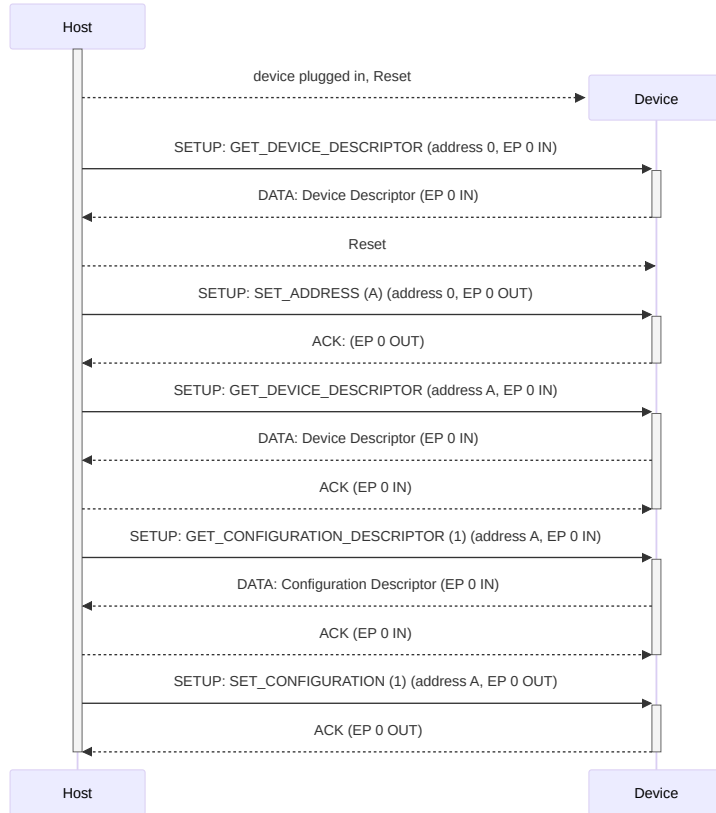 Host
device plugged in, Reset
Device
SETUP: GET_DEVICE_DESCRIPTOR (address 0, EP 0 IN)
DATA: Device Descriptor (EP 0 IN)
Reset
SETUP: SET_ADDRESS (A) (address 0, EP 0 OUT)
ACK: (EP 0 OUT)
SETUP: GET_DEVICE_DESCRIPTOR (address A, EP 0 IN)
DATA: Device Descriptor (EP 0 IN)
ACK (EP 0 IN)
SETUP: GET_CONFIGURATION_DESCRIPTOR (1) (address A, EP 0 IN)
DATA: Configuration Descriptor (EP 0 IN)
ACK (EP 0 IN)
SETUP: SET_CONFIGURATION (1) (address A, EP 0 OUT)
ACK (EP 0 OUT)
Host
Device